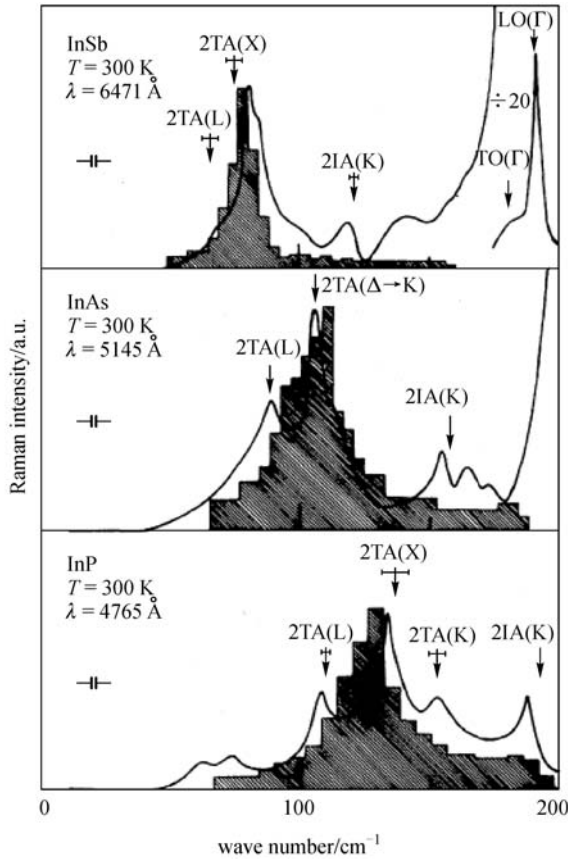 InSb
T = 300 K
λ = 6471 Å
2TA(X)
2TA(L)
2IA(K)
÷20
LO(Γ)
TO(Γ)
InAs
T = 300 K
λ = 5145 Å
2TA(Δ→K)
2TA(L)
2IA(K)
InP
T = 300 K
λ = 4765 Å
2TA(X)
2TA(L)
2TA(K)
2IA(K)
Raman intensity/a.u.
0
100
200
wave number/cm⁻¹